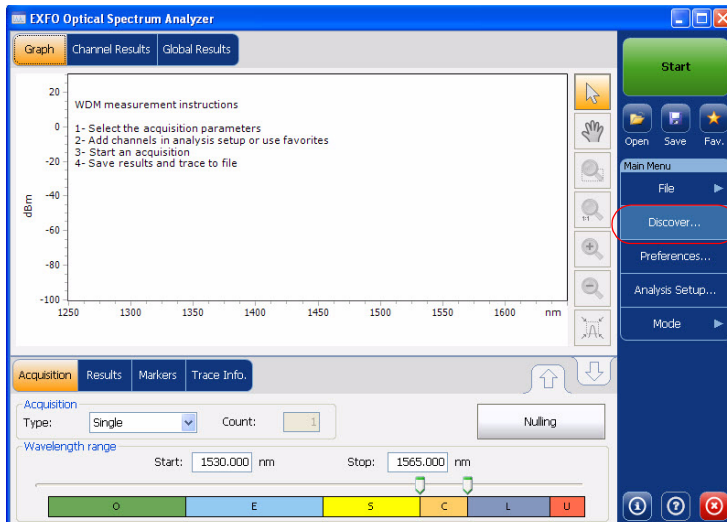 EXFO Optical Spectrum Analyzer
Graph Channel Results Global Results
Start
Open Save Fav.
Main Menu
File
Discover...
Preferences...
Analysis Setup...
Mode
WDM measurement instructions
1- Select the acquisition parameters
2- Add channels in analysis setup or use favorites
3- Start an acquisition
4- Save results and trace to file
dBm
20
0
-20
-40
-60
-80
-100
1250 1300 1350 1400 1450 1500 1550 1600 nm
1:1
Acquisition Results Markers Trace Info.
Acquisition
Type: Single Count: 1
Nulling
Wavelength range
Start: 1530.000 nm Stop: 1565.000 nm
O E S C L U